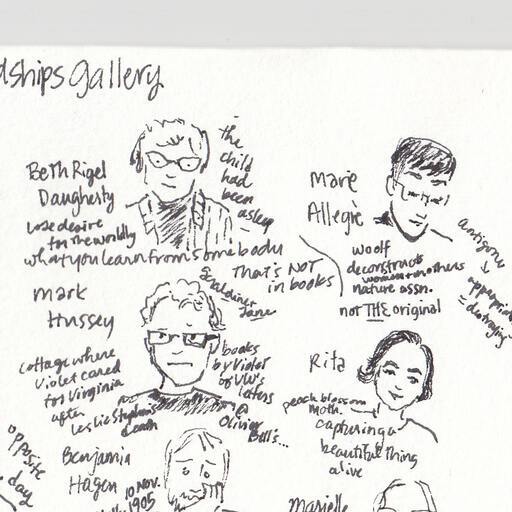 dships gallery
Beth Rigel
Daugherty
lose desire
for the worldly
the
child
had
been
asleep
what you learn from somebody
That's NOT
in books
Geraldine
Jane
Marie
Allegre
woolf
deconstructs
women + mothers
nature assn.
not THE original
antigone
↓
=destroying
mark
Hussey
cottage where
violet cared
for Virginia
after
Leslie Stephen's
death
books
by Violet
of VW's
letters
@
Olivier
Bell's...
Rita
peach blossom
moth.
capturing a
beautiful thing
alive
opposite
day
Benjamin
Hagen
10 Nov.
1905
marielle